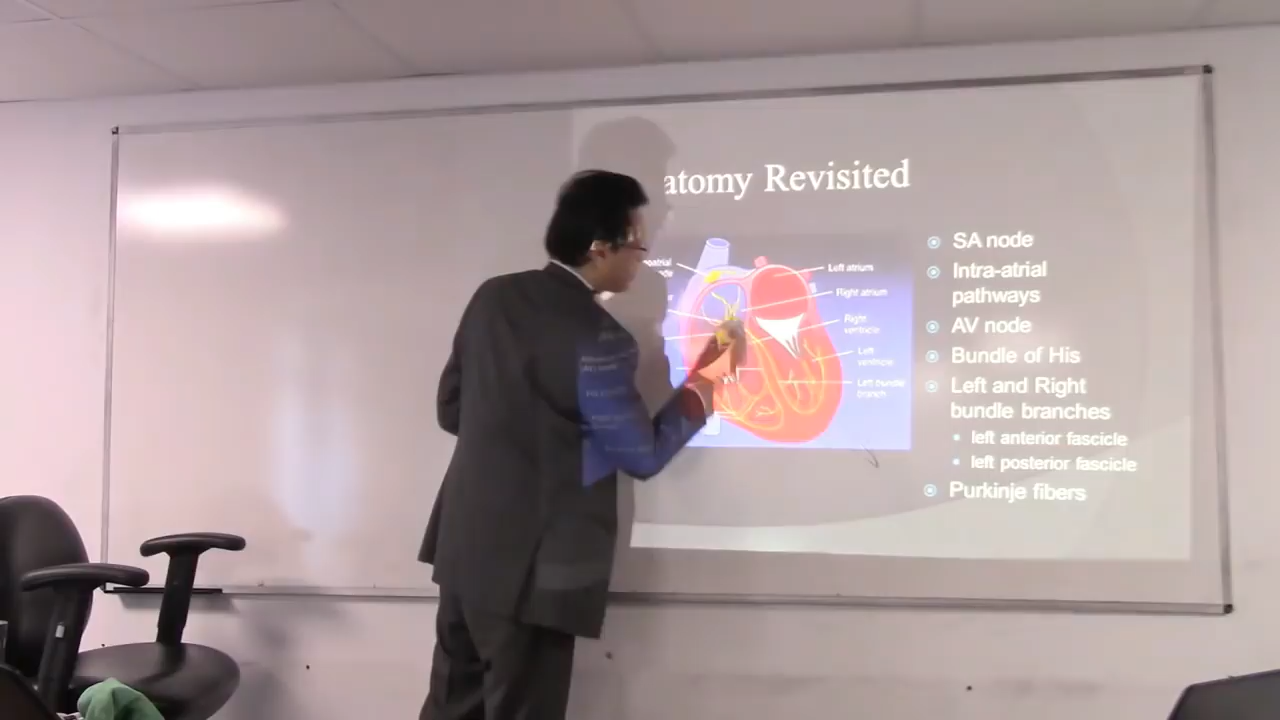 atomy Revisited
Left atrium
Right atrium
Right
ventricle
Left
ventricle
Left bundle
branch
SA node
Intra-atrial
pathways
AV node
Bundle of His
Left and Right
bundle branches
left anterior fascicle
left posterior fascicle
Purkinje fibers